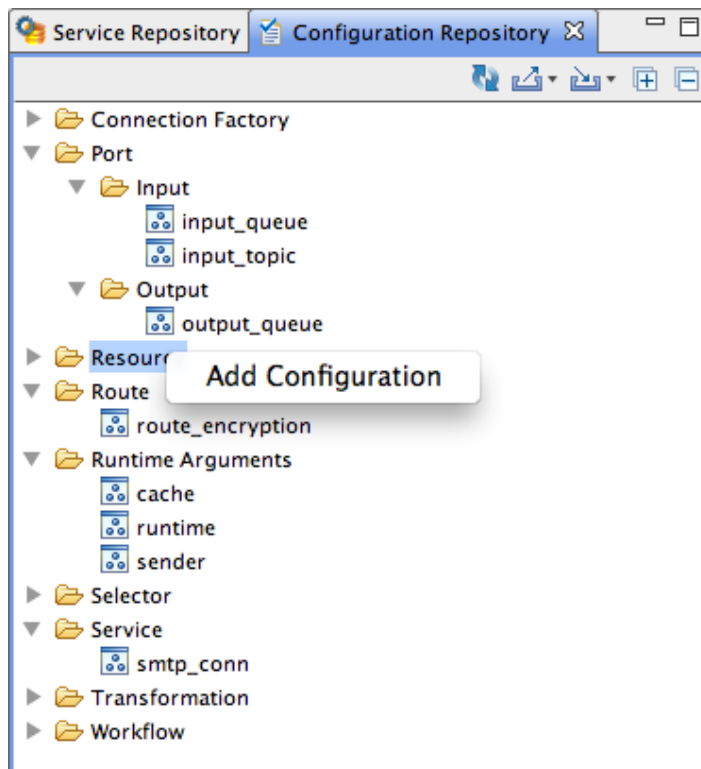 Service Repository
Configuration Repository
Connection Factory
Port
Input
input_queue
input_topic
Output
output_queue
Resourc
Add Configuration
Route
route_encryption
Runtime Arguments
cache
runtime
sender
Selector
Service
smtp_conn
Transformation
Workflow